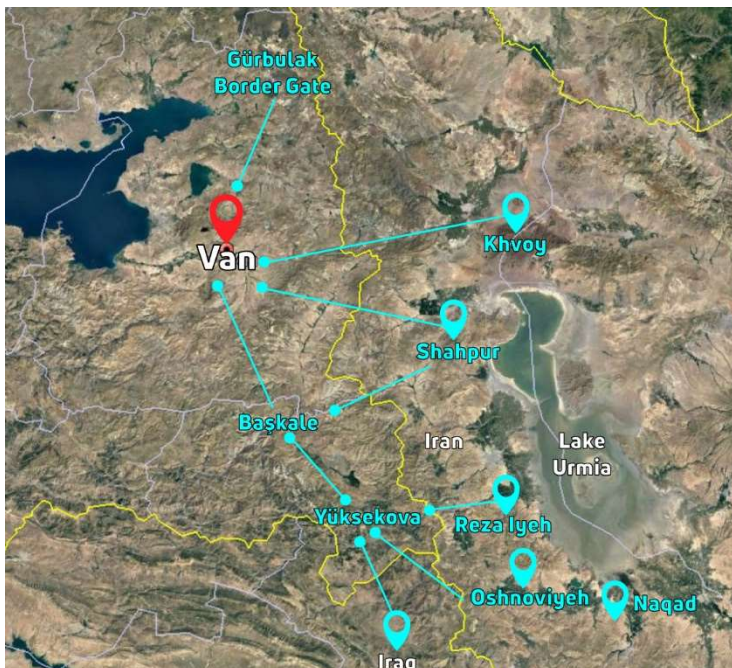 Gürbulak
Border Gate
Van
Khvoy
Shahpur
Başkale
Iran
Lake
Urmia
Yüksekova
Reza Iyeh
Oshnoviyeh
Naqad
Iraq